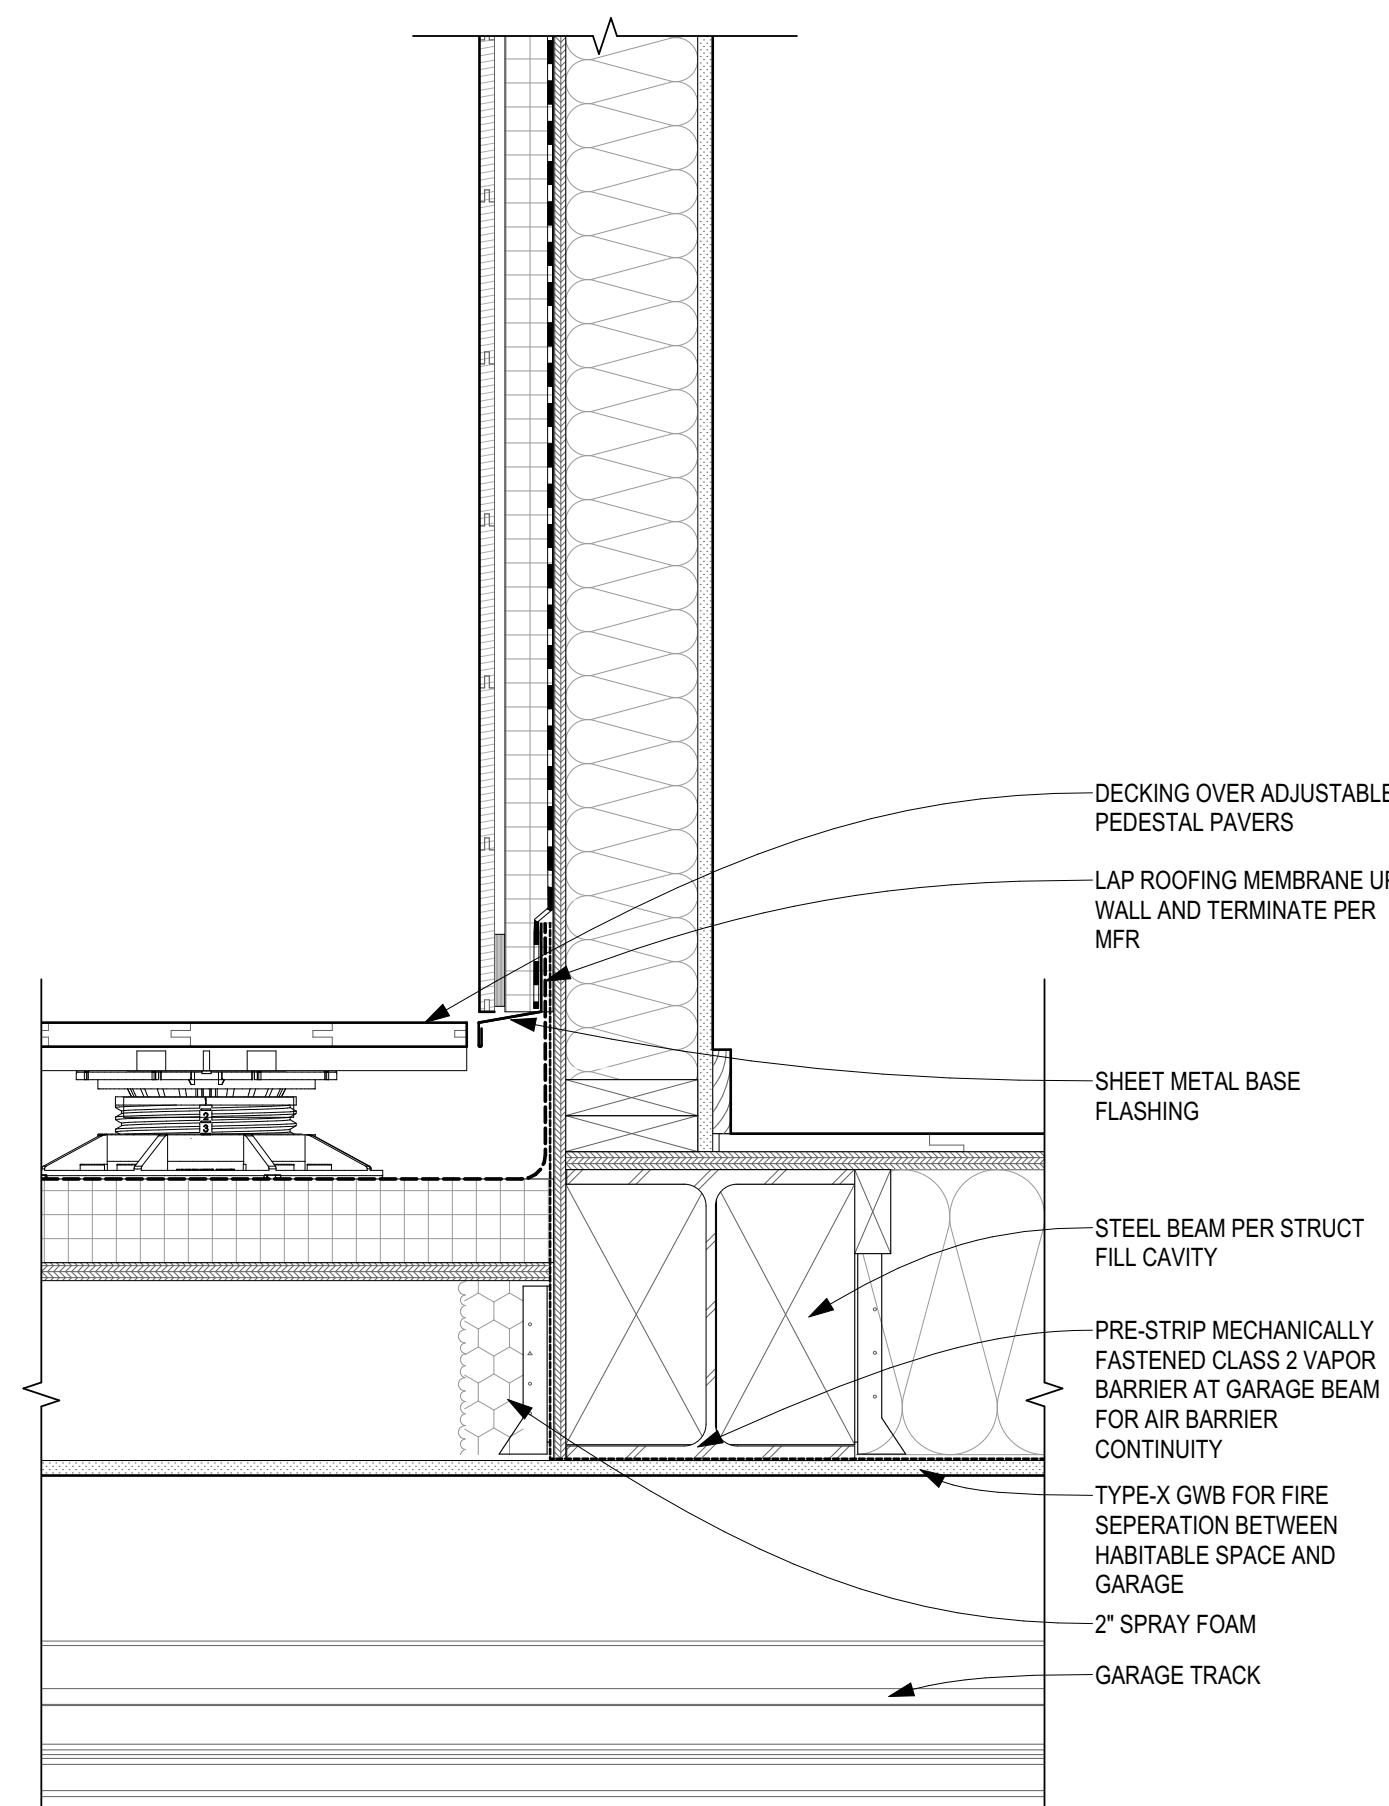 DECKING OVER ADJUSTABLE
PEDESTAL PAVERS
LAP ROOFING MEMBRANE UP
WALL AND TERMINATE PER
MFR
SHEET METAL BASE
FLASHING
2
3
STEEL BEAM PER STRUCT
FILL CAVITY
PRE-STRIP MECHANICALLY
FASTENED CLASS 2 VAPOR
BARRIER AT GARAGE BEAM
FOR AIR BARRIER
CONTINUITY
TYPE-X GWB FOR FIRE
SEPERATION BETWEEN
HABITABLE SPACE AND
GARAGE
2" SPRAY FOAM
GARAGE TRACK